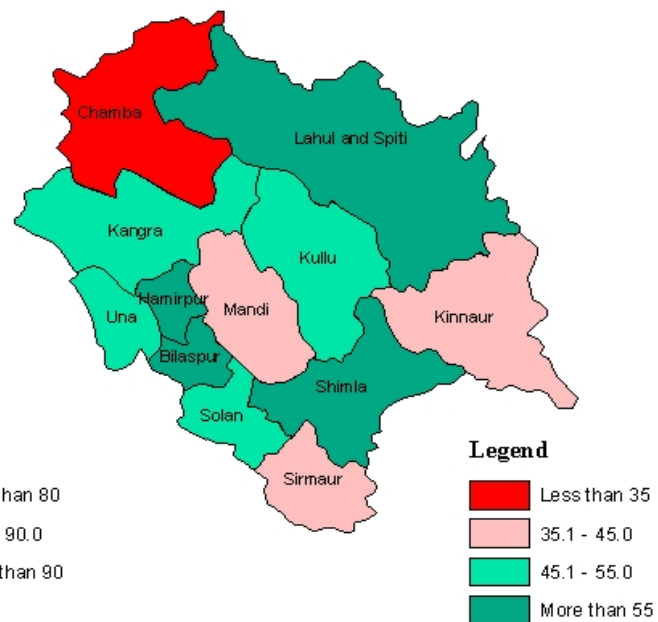 Chamba
Lahul and Spiti
Kangra
Kullu
Hamirpur
Mandi
Una
Kinnaur
Bilaspur
Shimla
Solan
Sirmaur
Legend
han 80
Less than 35
90.0
35.1 - 45.0
than 90
45.1 - 55.0
More than 55